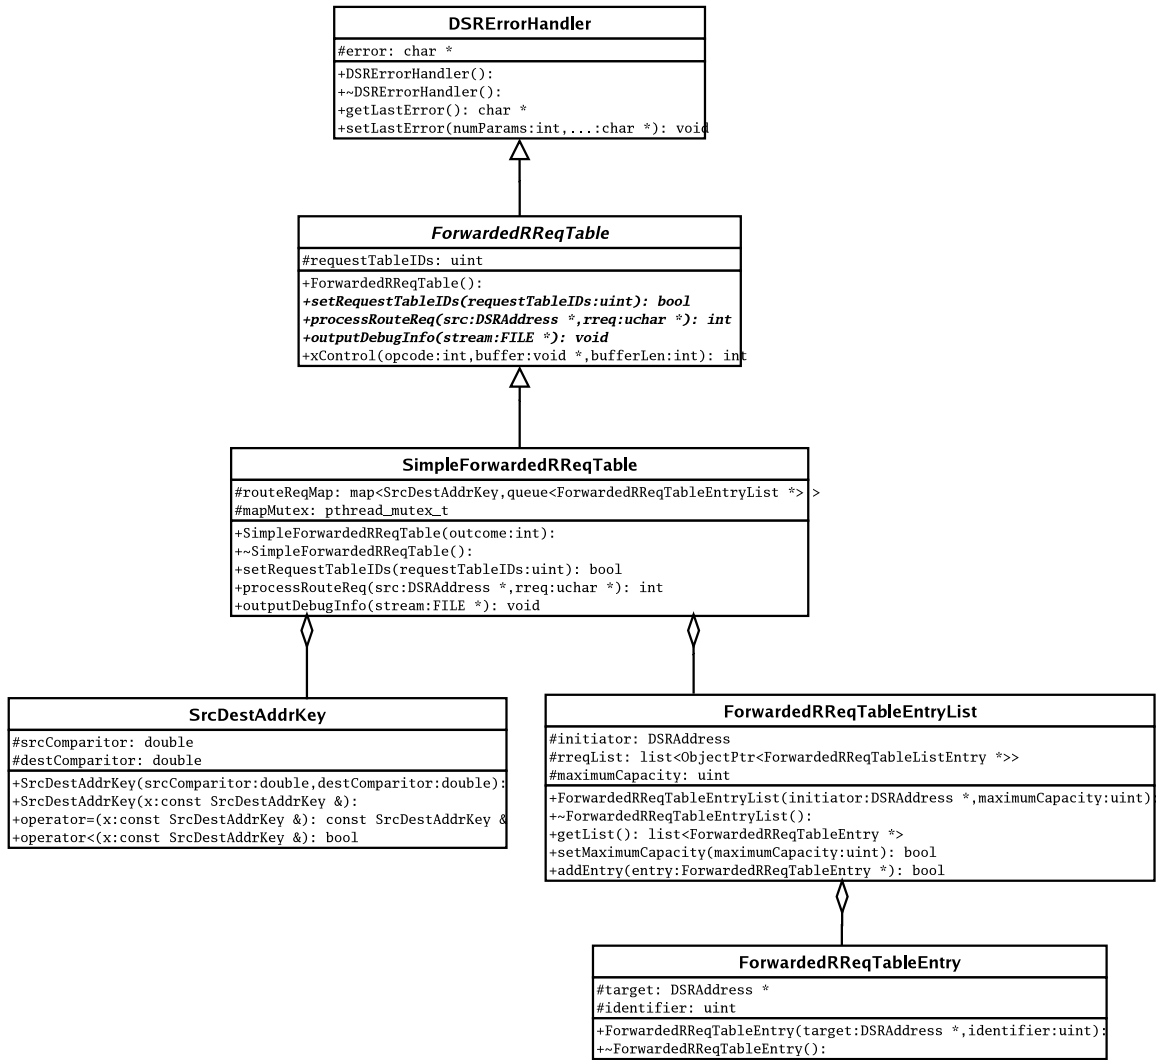 DSRErrorHandler
#error: char *
+DSRErrorHandler():
+~DSRErrorHandler():
+getLastError(): char *
+setLastError(numParams:int,...:char *): void
ForwardedRReqTable
#requestTableIDs: uint
+ForwardedRReqTable():
+setRequestTableIDs(requestTableIDs:uint): bool
+processRouteReq(src:DSRAddress *,rreq:uchar *): int
+outputDebugInfo(stream:FILE *): void
+xControl(opcode:int,buffer:void *,bufferLen:int): int
SimpleForwardedRReqTable
#routeReqMap: map<SrcDestAddrKey,queue<ForwardedRReqTableEntryList *> >
#mapMutex: pthread_mutex_t
+SimpleForwardedRReqTable(outcome:int):
+~SimpleForwardedRReqTable():
+setRequestTableIDs(requestTableIDs:uint): bool
+processRouteReq(src:DSRAddress *,rreq:uchar *): int
+outputDebugInfo(stream:FILE *): void
SrcDestAddrKey
#srcComparitor: double
#destComparitor: double
+SrcDestAddrKey(srcComparitor:double,destComparitor:double):
+SrcDestAddrKey(x:const SrcDestAddrKey &):
+operator=(x:const SrcDestAddrKey &): const SrcDestAddrKey &
+operator<(x:const SrcDestAddrKey &): bool
ForwardedRReqTableEntryList
#initiator: DSRAddress
#rreqList: list<ObjectPtr<ForwardedRReqTableListEntry *>>
#maximumCapacity: uint
+ForwardedRReqTableEntryList(initiator:DSRAddress *,maximumCapacity:uint):
+~ForwardedRReqTableEntryList():
+getList(): list<ForwardedRReqTableEntry *>
+setMaximumCapacity(maximumCapacity:uint): bool
+addEntry(entry:ForwardedRReqTableEntry *): bool
ForwardedRReqTableEntry
#target: DSRAddress *
#identifier: uint
+ForwardedRReqTableEntry(target:DSRAddress *,identifier:uint):
+~ForwardedRReqTableEntry():